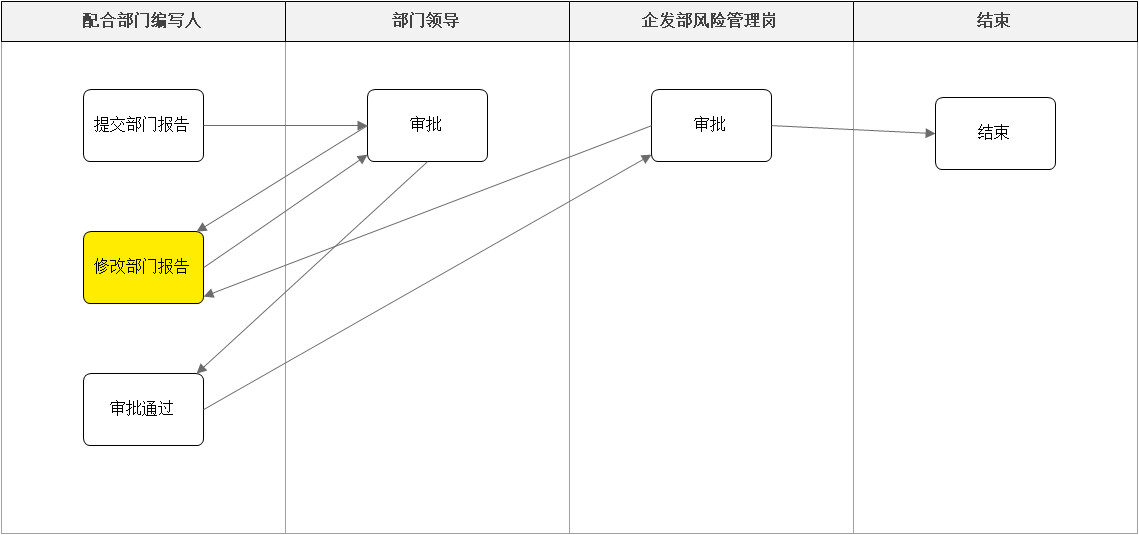 配合部门编写人
部门领导
企发部风险管理岗
结束
提交部门报告
审批
审批
结束
修改部门报告
审批通过